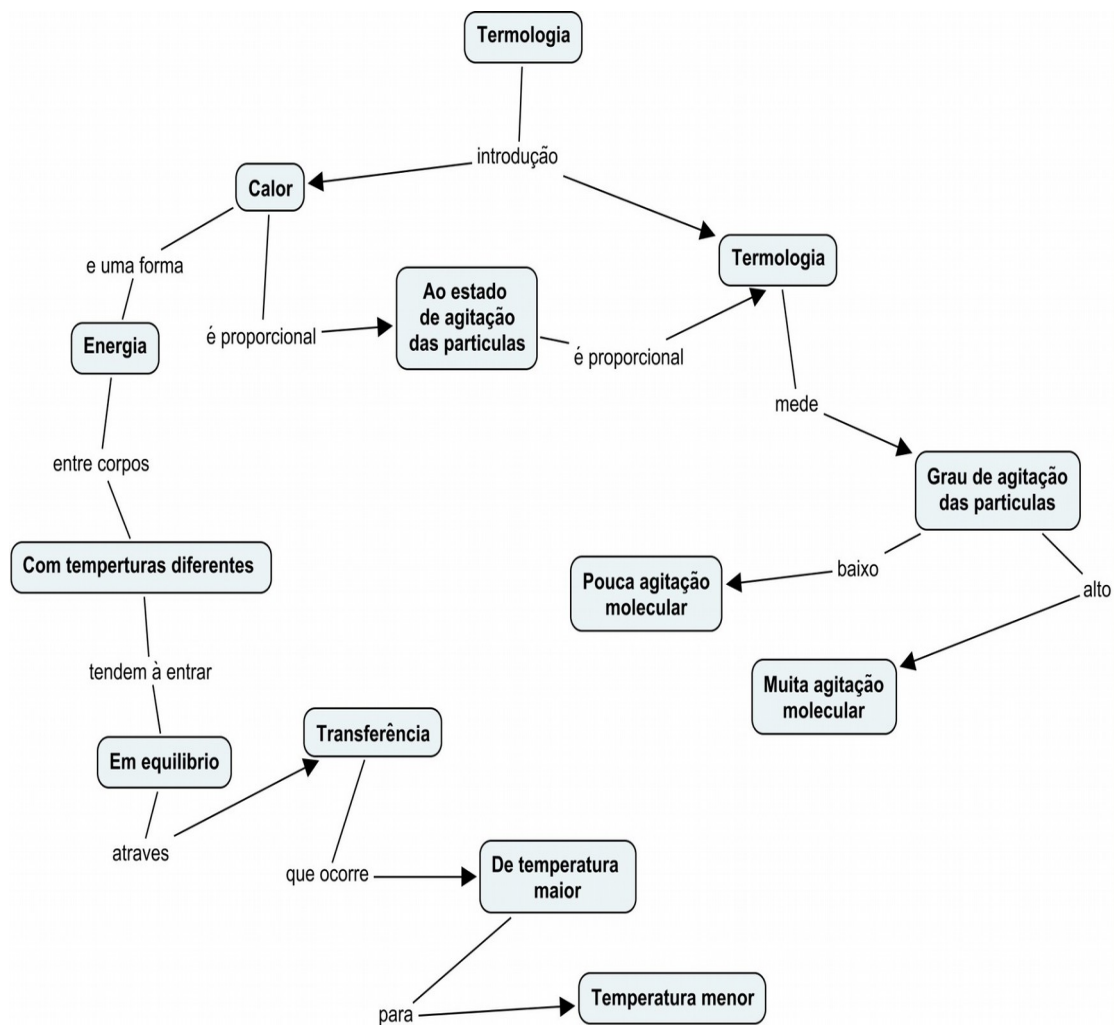 Termologia
introdução
Calor
Termologia
e uma forma
Ao estado
de agitação
das particulas
é proporcional
é proporcional
Energia
mede
entre corpos
Grau de agitação
das particulas
Com temperturas diferentes
baixo
Pouca agitação
molecular
alto
tendem à entrar
Muita agitação
molecular
Transferência
Em equilibrio
atraves
que ocorre
De temperatura
maior
Temperatura menor
para